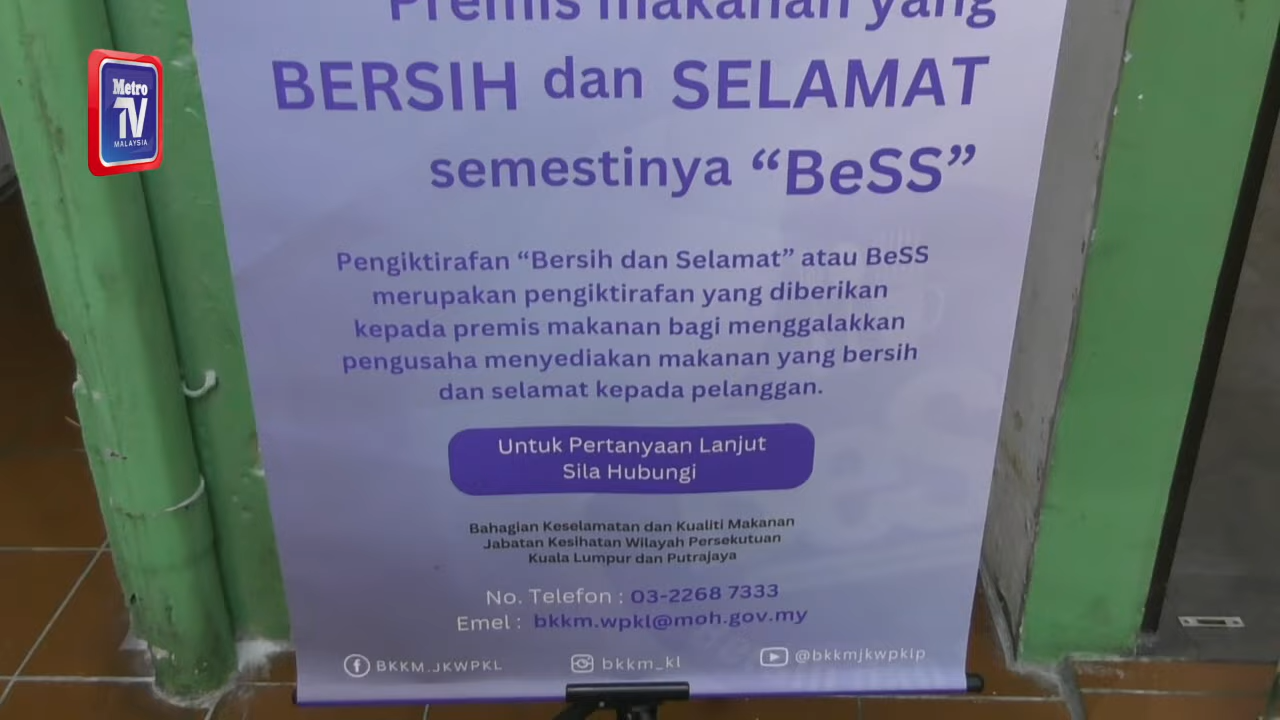 Metro
TV
MALAYSIA
Premis makanan yang
BERSIH dan SELAMAT
semestinya “BeSS”
Pengiktirafan “Bersih dan Selamat” atau BeSS
merupakan pengiktirafan yang diberikan
kepada premis makanan bagi menggalakkan
pengusaha menyediakan makanan yang bersih
dan selamat kepada pelanggan.
Untuk Pertanyaan Lanjut
Sila Hubungi
Bahagian Keselamatan dan Kualiti Makanan
Jabatan Kesihatan Wilayah Persekutuan
Kuala Lumpur dan Putrajaya
No. Telefon : 03-2268 7333
Emel : bkkm.wpkl@moh.gov.my
BKKM.JKWPKL bkkm_kl @bkkmjkwpklp